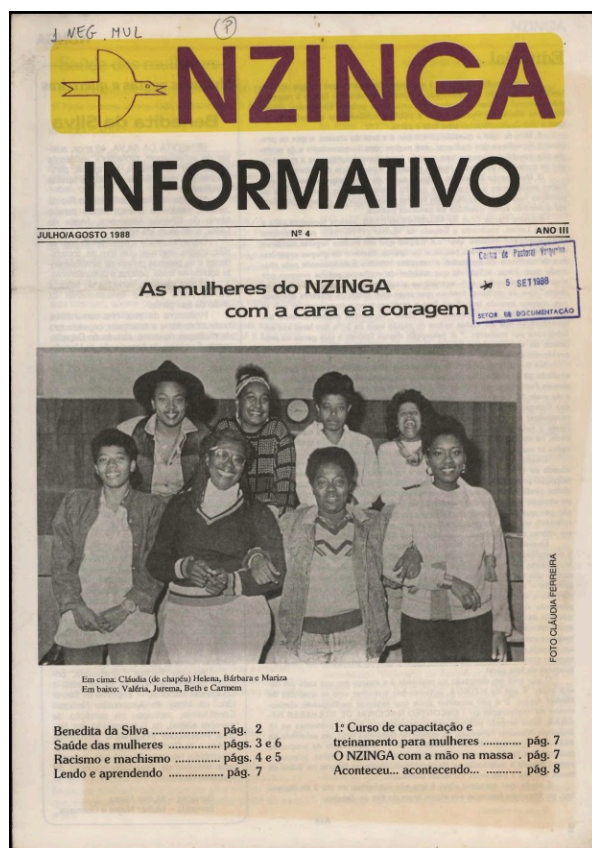 J. NEG. MUL
(P)
NZINGA
INFORMATIVO
JULHO/AGOSTO 1988 Nº 4 ANO III
Centro de Pastoral Vergueiro
5 SET 1988
SETOR DE DOCUMENTAÇÃO
As mulheres do NZINGA
com a cara e a coragem
FOTO CLÁUDIA FERREIRA
Em cima: Cláudia (de chapéu) Helena, Bárbara e Mariza
Em baixo: Valéria, Jurema, Beth e Carmem
Benedita da Silva ...................... pág. 2
Saúde das mulheres ................ págs. 3 e 6
Racismo e machismo ............... págs. 4 e 5
Lendo e aprendendo ................. pág. 7
1º Curso de capacitação e
treinamento para mulheres ............ pág. 7
O NZINGA com a mão na massa . pág. 7
Aconteceu... acontecendo... ........... pág. 8